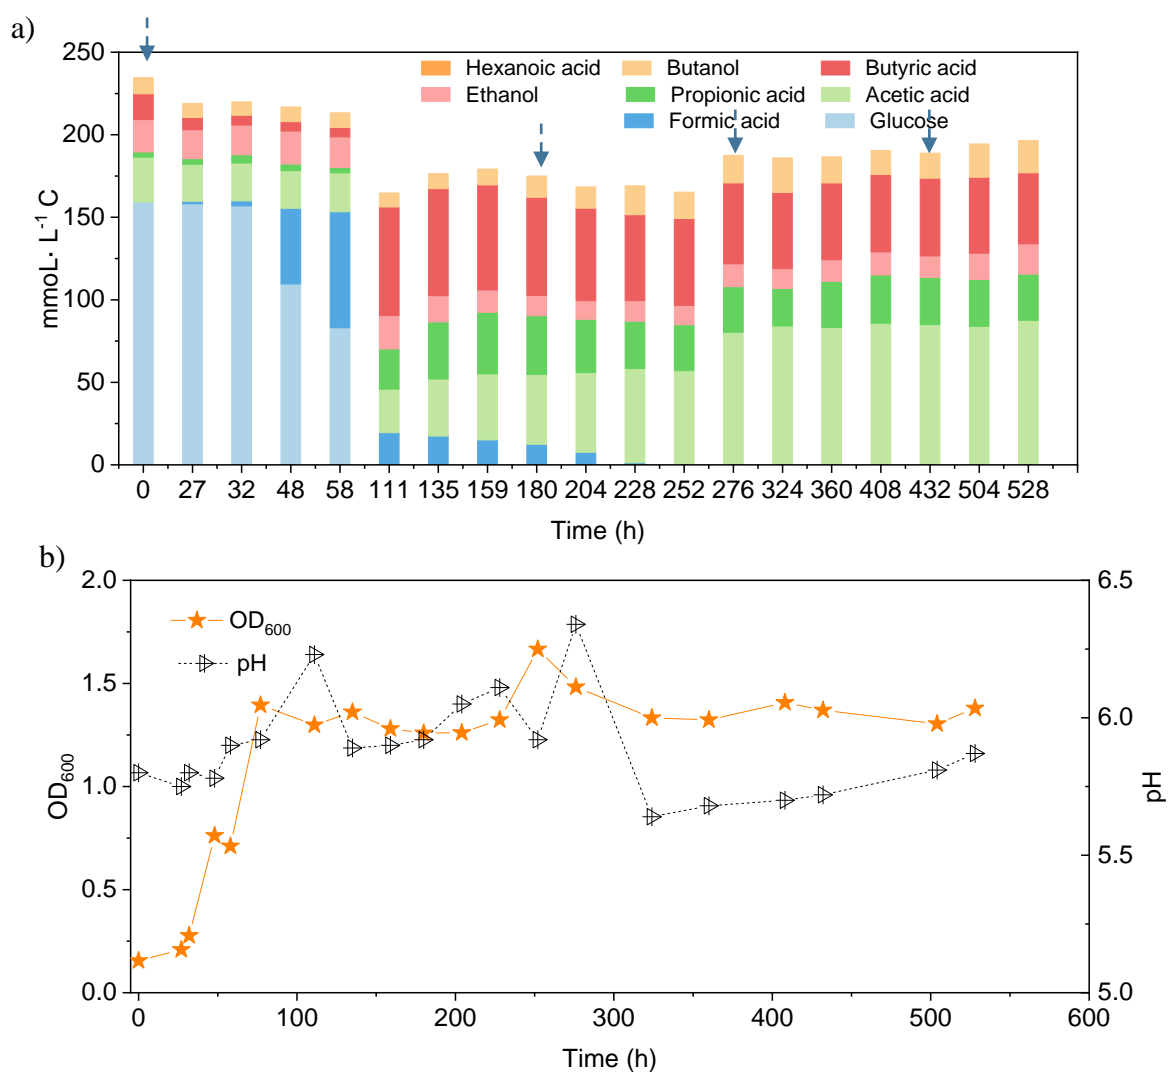 a)
250
200
150
100
50
0
mmoL· L⁻¹ C
Hexanoic acid Butanol Butyric acid
Ethanol Propionic acid Acetic acid
Formic acid Glucose
0 27 32 48 58 111 135 159 180 204 228 252 276 324 360 408 432 504 528
Time (h)
b)
2.0
1.5
1.0
0.5
0.0
OD₆₀₀
OD₆₀₀
pH
6.5
6.0
5.5
5.0
pH
0 100 200 300 400 500 600
Time (h)